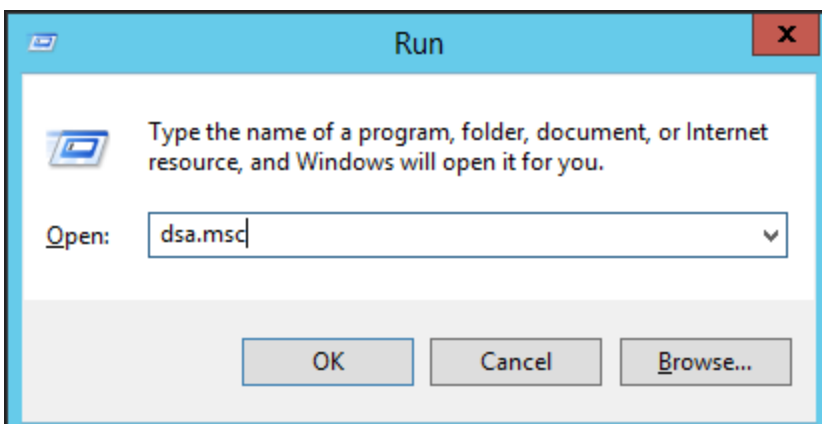 Run
x
Type the name of a program, folder, document, or Internet
resource, and Windows will open it for you.
Open: dsa.msc
OK Cancel Browse...